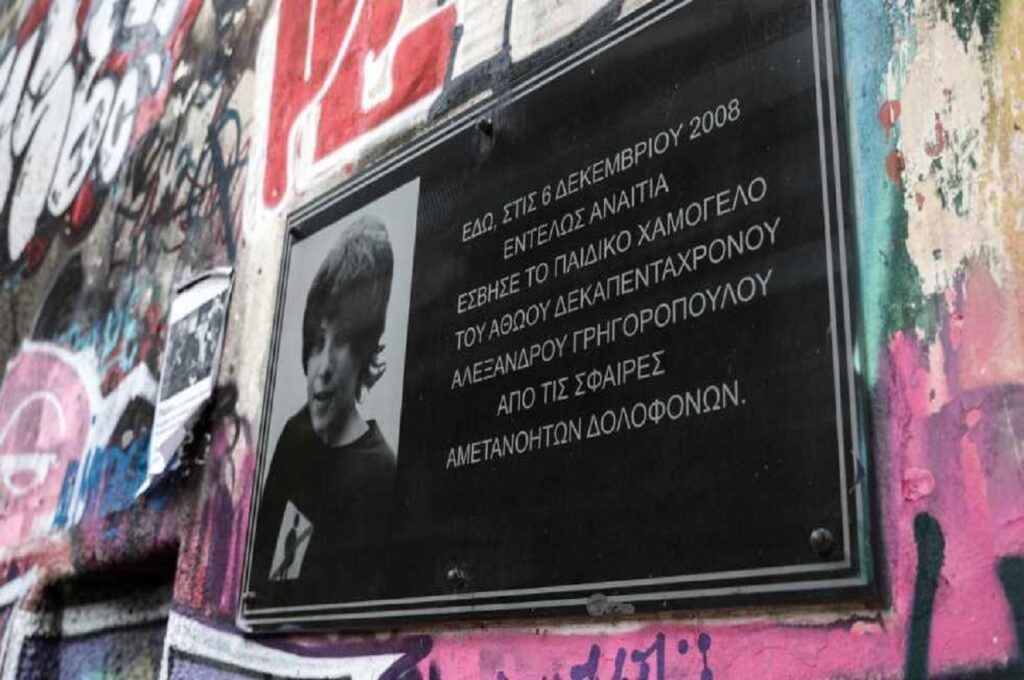 ΕΔΩ, ΣΤΙΣ 6 ΔΕΚΕΜΒΡΙΟΥ 2008
ΕΝΤΕΛΩΣ ΑΝΑΙΤΙΑ
ΕΣΒΗΣΕ ΤΟ ΠΑΙΔΙΚΟ ΧΑΜΟΓΕΛΟ
ΤΟΥ ΑΘΩΟΥ ΔΕΚΑΠΕΝΤΑΧΡΟΝΟΥ
ΑΛΕΞΑΝΔΡΟΥ ΓΡΗΓΟΡΟΠΟΥΛΟΥ
ΑΠΟ ΤΙΣ ΣΦΑΙΡΕΣ
ΑΜΕΤΑΝΟΗΤΩΝ ΔΟΛΟΦΟΝΩΝ.